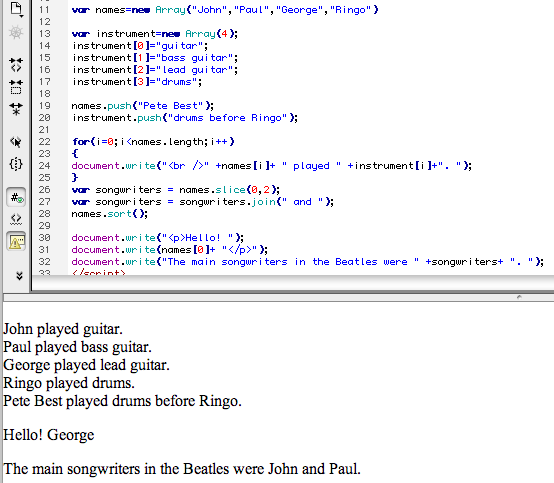 11 var names=new Array("John","Paul","George","Ringo")
12
13 var instrument=new Array(4);
14 instrument[0]="guitar";
15 instrument[1]="bass guitar";
16 instrument[2]="lead guitar";
17 instrument[3]="drums";
18
19 names.push("Pete Best");
20 instrument.push("drums before Ringo");
21
22 for(i=0;i<names.length;i++)
23 {
24 document.write("<br />" +names[i]+ " played " +instrument[i]+". ");
25 }
26 var songwriters = names.slice(0,2);
27 var songwriters = songwriters.join(" and ");
28 names.sort();
29
30 document.write("<p>Hello! ");
31 document.write(names[0]+ "</p>");
32 document.write("The main songwriters in the Beatles were " +songwriters+ ". ");
33 </script>
John played guitar.
Paul played bass guitar.
George played lead guitar.
Ringo played drums.
Pete Best played drums before Ringo.
Hello! George
The main songwriters in the Beatles were John and Paul.